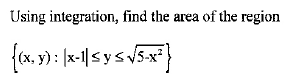 Using integration, find the area of the region
{(x, y) : |x-1| ≤ y ≤ √5-x²}